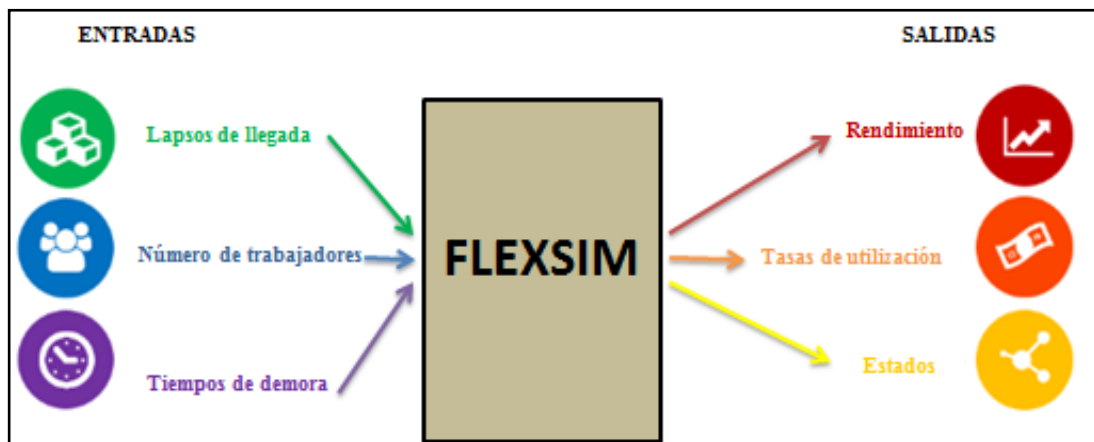 ENTRADAS
SALIDAS
Lapsos de llegada
Rendimiento
Número de trabajadores
FLEXSIM
Tasas de utilización
Tiempos de demora
Estados